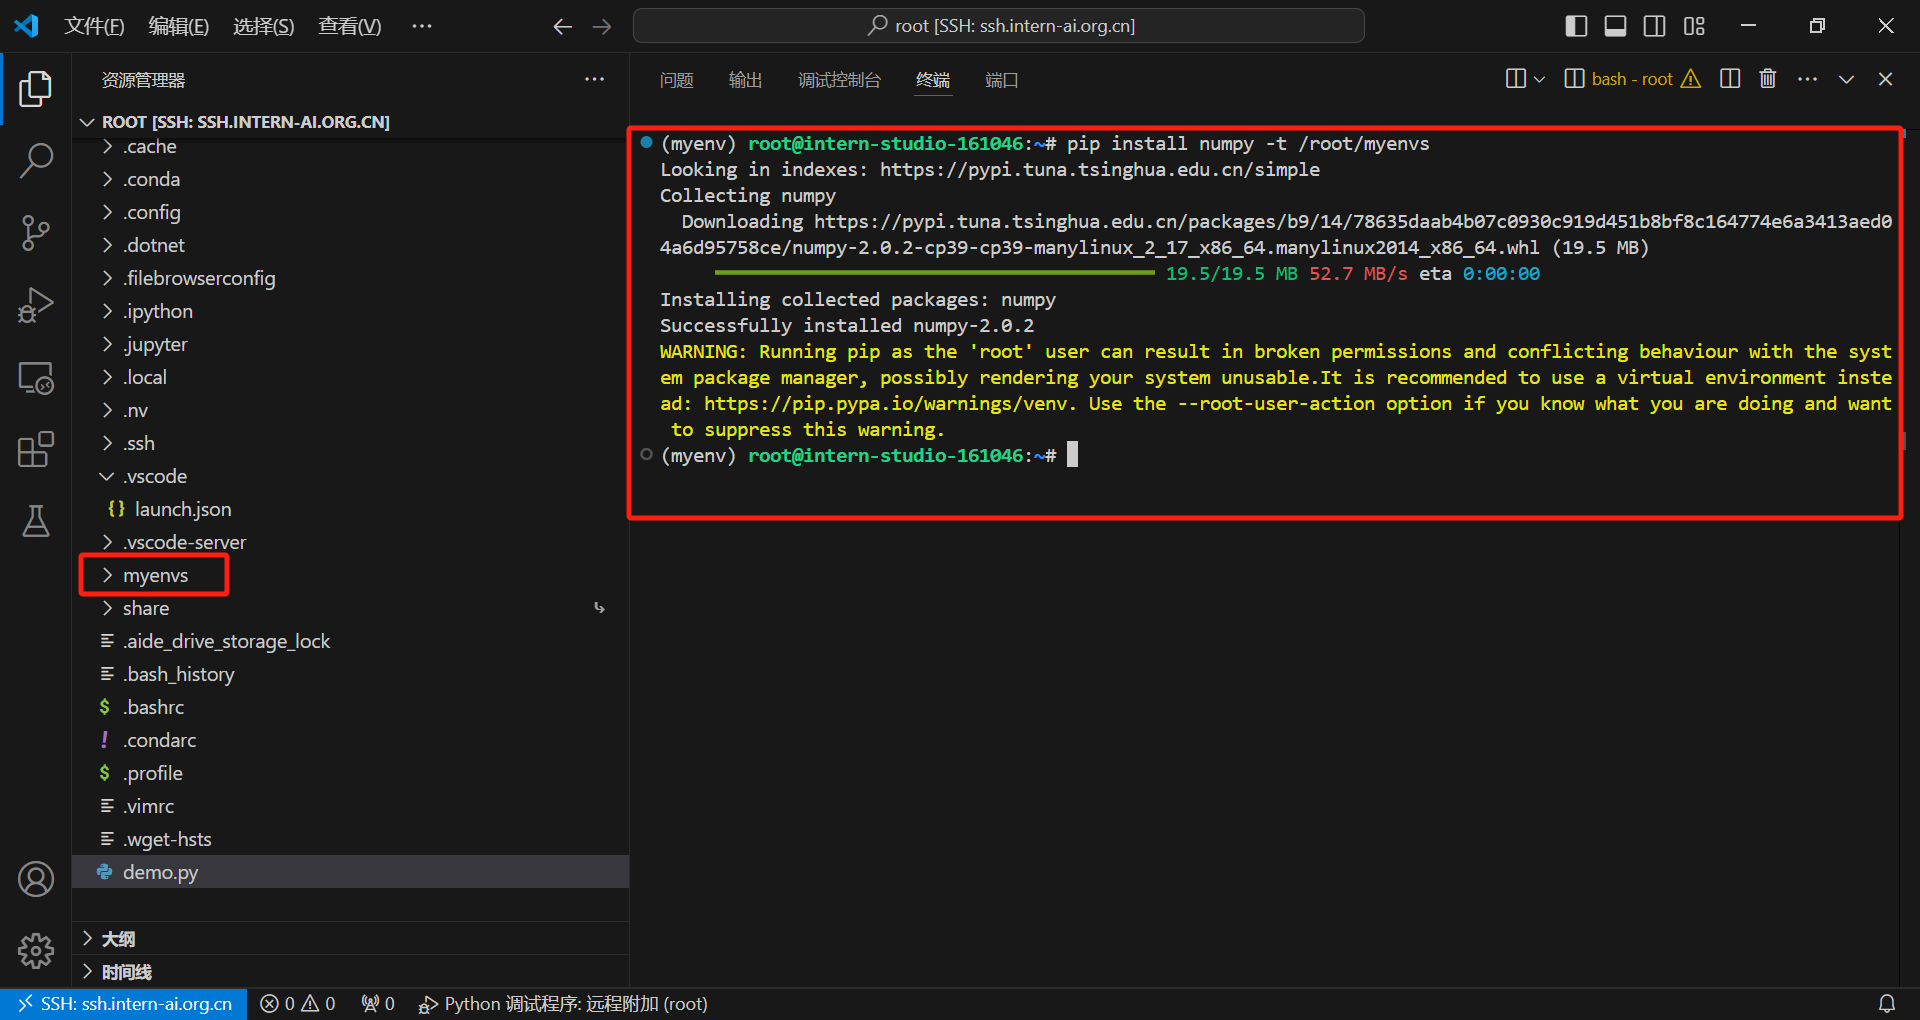 文件(F) 编辑(E) 选择(S) 查看(V) ···
root [SSH: ssh.intern-ai.org.cn]
资源管理器
ROOT [SSH: SSH.INTERN-AI.ORG.CN]
.cache
.conda
.config
.dotnet
.filebrowserconfig
.ipython
.jupyter
.local
.nv
.ssh
.vscode
{} launch.json
.vscode-server
myenvs
share
.aide_drive_storage_lock
.bash_history
$ .bashrc
! .condarc
$ .profile
.vimrc
.wget-hsts
demo.py
大纲
时间线
问题 输出 调试控制台 终端 端口
bash - root
(myenv) root@intern-studio-161046:~# pip install numpy -t /root/myenvs
Looking in indexes: https://pypi.tuna.tsinghua.edu.cn/simple
Collecting numpy
Downloading https://pypi.tuna.tsinghua.edu.cn/packages/b9/14/78635daab4b07c0930c919d451b8bf8c164774e6a3413aed0
4a6d95758ce/numpy-2.0.2-cp39-cp39-manylinux_2_17_x86_64.manylinux2014_x86_64.whl (19.5 MB)
19.5/19.5 MB 52.7 MB/s eta 0:00:00
Installing collected packages: numpy
Successfully installed numpy-2.0.2
WARNING: Running pip as the 'root' user can result in broken permissions and conflicting behaviour with the syst
em package manager, possibly rendering your system unusable.It is recommended to use a virtual environment inste
ad: https://pip.pypa.io/warnings/venv. Use the --root-user-action option if you know what you are doing and want
to suppress this warning.
(myenv) root@intern-studio-161046:~#
SSH: ssh.intern-ai.org.cn 0 0 0 Python 调试程序: 远程附加 (root)